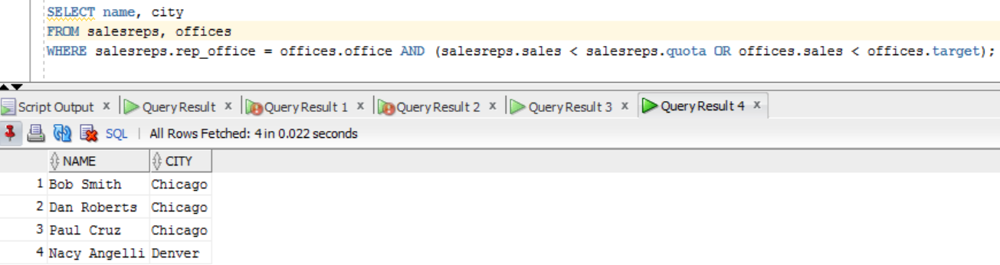 SELECT name, city
FROM salesreps, offices
WHERE salesreps.rep_office = offices.office AND (salesreps.sales < salesreps.quota OR offices.sales < offices.target);
Script Output x Query Result x Query Result 1 x Query Result 2 x Query Result 3 x Query Result 4 x
SQL | All Rows Fetched: 4 in 0.022 seconds
NAME CITY
1 Bob Smith Chicago
2 Dan Roberts Chicago
3 Paul Cruz Chicago
4 Nacy Angelli Denver